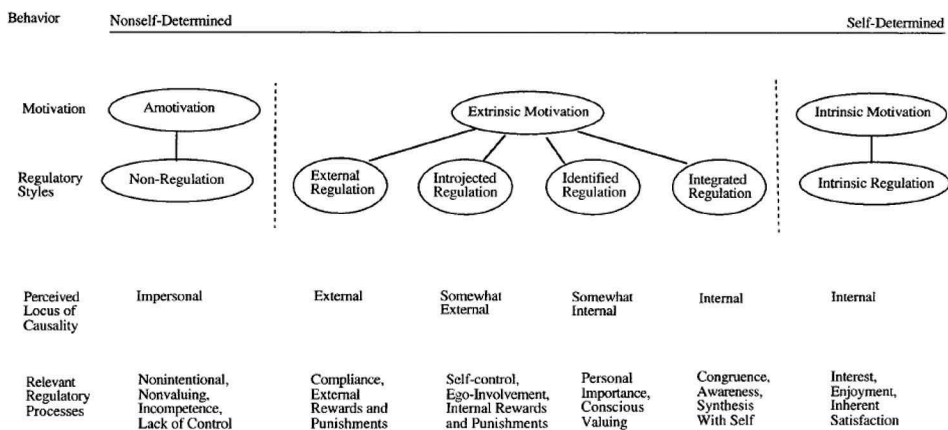 Behavior
Nonself-Determined
Self-Determined
Motivation
Amotivation
Extrinsic Motivation
Intrinsic Motivation
Regulatory
Styles
Non-Regulation
External
Regulation
Introjected
Regulation
Identified
Regulation
Integrated
Regulation
Intrinsic Regulation
Perceived
Locus of
Causality
Impersonal
External
Somewhat
External
Somewhat
Internal
Internal
Internal
Relevant
Regulatory
Processes
Nonintentional,
Nonvaluing,
Incompetence,
Lack of Control
Compliance,
External
Rewards and
Punishments
Self-control,
Ego-Involvement,
Internal Rewards
and Punishments
Personal
Importance,
Conscious
Valuing
Congruence,
Awareness,
Synthesis
With Self
Interest,
Enjoyment,
Inherent
Satisfaction